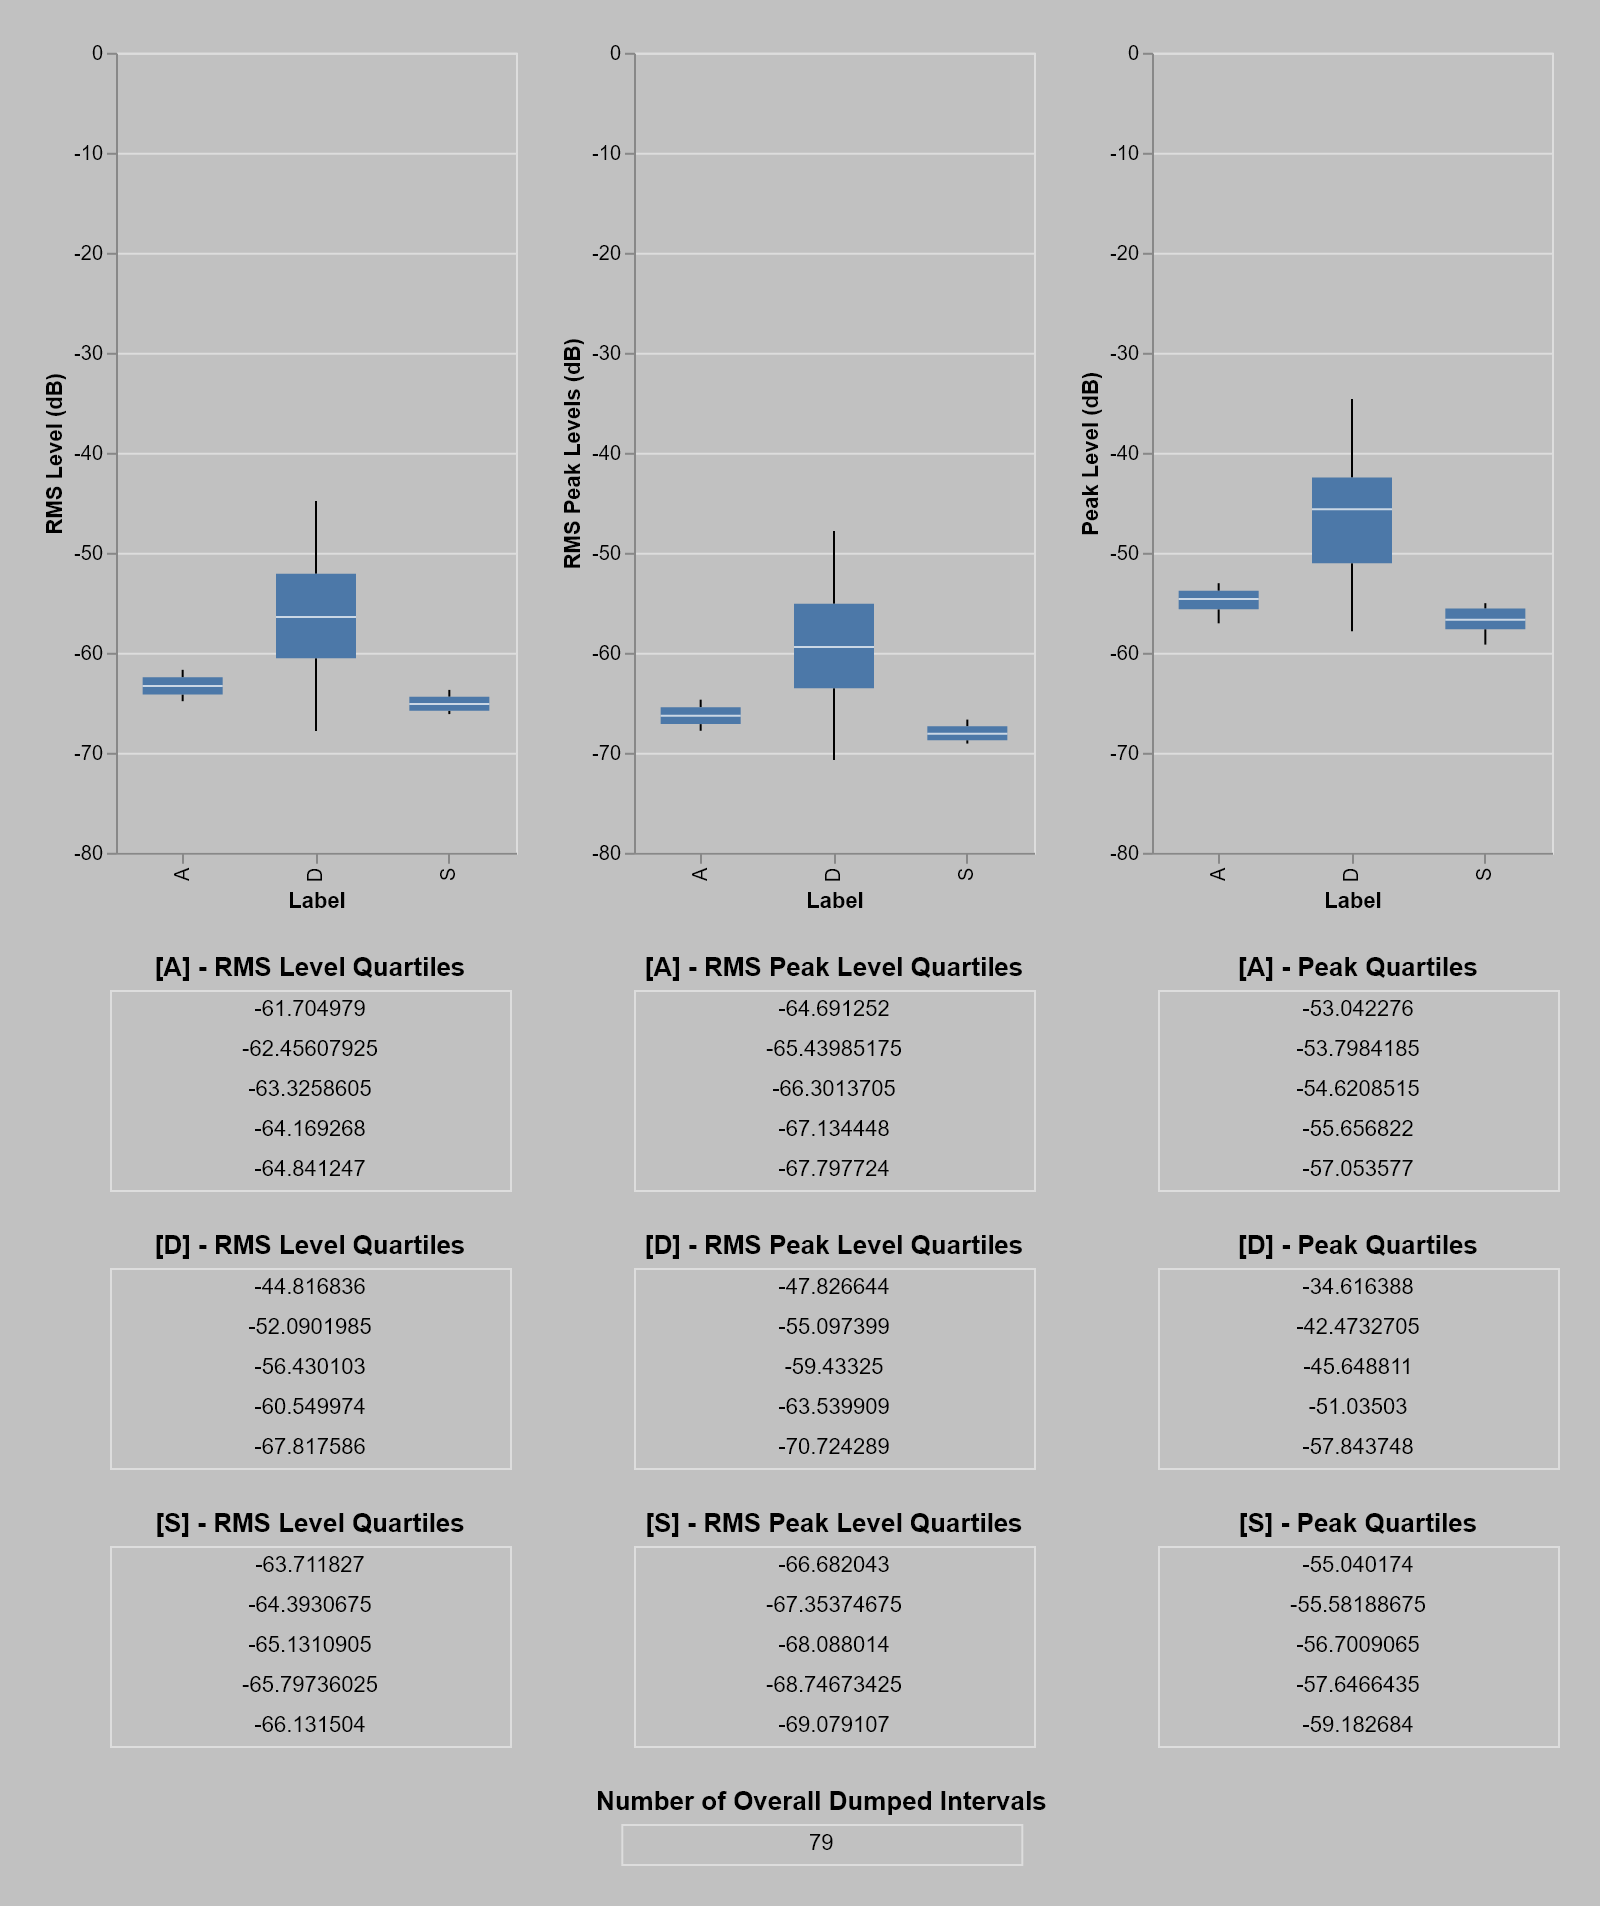 0
-10
-20
-30
-40
-50
-60
-70
-80
RMS Level (dB)
A
D
S
Label
0
-10
-20
-30
-40
-50
-60
-70
-80
RMS Peak Levels (dB)
A
D
S
Label
0
-10
-20
-30
-40
-50
-60
-70
-80
Peak Level (dB)
A
D
S
Label
[A] - RMS Level Quartiles
-61.704979
-62.45607925
-63.3258605
-64.169268
-64.841247
[A] - RMS Peak Level Quartiles
-64.691252
-65.43985175
-66.3013705
-67.134448
-67.797724
[A] - Peak Quartiles
-53.042276
-53.7984185
-54.6208515
-55.656822
-57.053577
[D] - RMS Level Quartiles
-44.816836
-52.0901985
-56.430103
-60.549974
-67.817586
[D] - RMS Peak Level Quartiles
-47.826644
-55.097399
-59.43325
-63.539909
-70.724289
[D] - Peak Quartiles
-34.616388
-42.4732705
-45.648811
-51.03503
-57.843748
[S] - RMS Level Quartiles
-63.711827
-64.3930675
-65.1310905
-65.79736025
-66.131504
[S] - RMS Peak Level Quartiles
-66.682043
-67.35374675
-68.088014
-68.74673425
-69.079107
[S] - Peak Quartiles
-55.040174
-55.58188675
-56.7009065
-57.6466435
-59.182684
Number of Overall Dumped Intervals
79